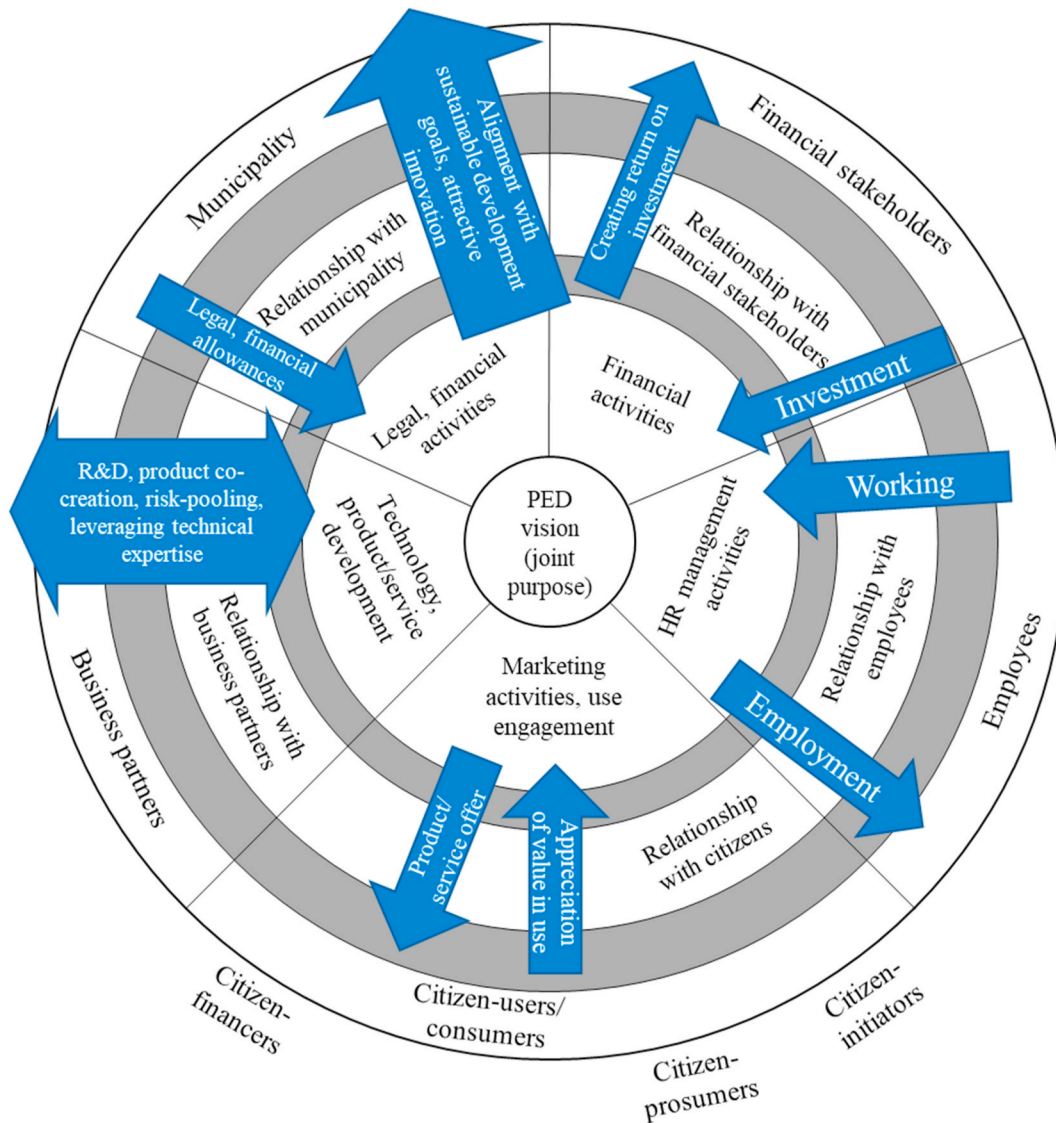 Municipality
Alignment with
sustainable development
goals, attractive
innovation
Creating return on
investment
Financial stakeholders
Relationship with
municipality
Relationship with
financial stakeholders
Legal, financial
allowances
Legal, financial
activities
Financial
activities
Investment
Working
R&D, product co-
creation, risk-pooling,
leveraging technical
expertise
Technology,
product/service
development
PED
vision
(joint
purpose)
HR management
activities
Relationship with
employees
Employees
Business partners
Relationship with
business partners
Marketing
activities, use
engagement
Employment
Product/
service offer
Appreciation
of value in use
Relationship
with citizens
Citizen-
financers
Citizen-users/
consumers
Citizen-
prosumers
Citizen-
initiators